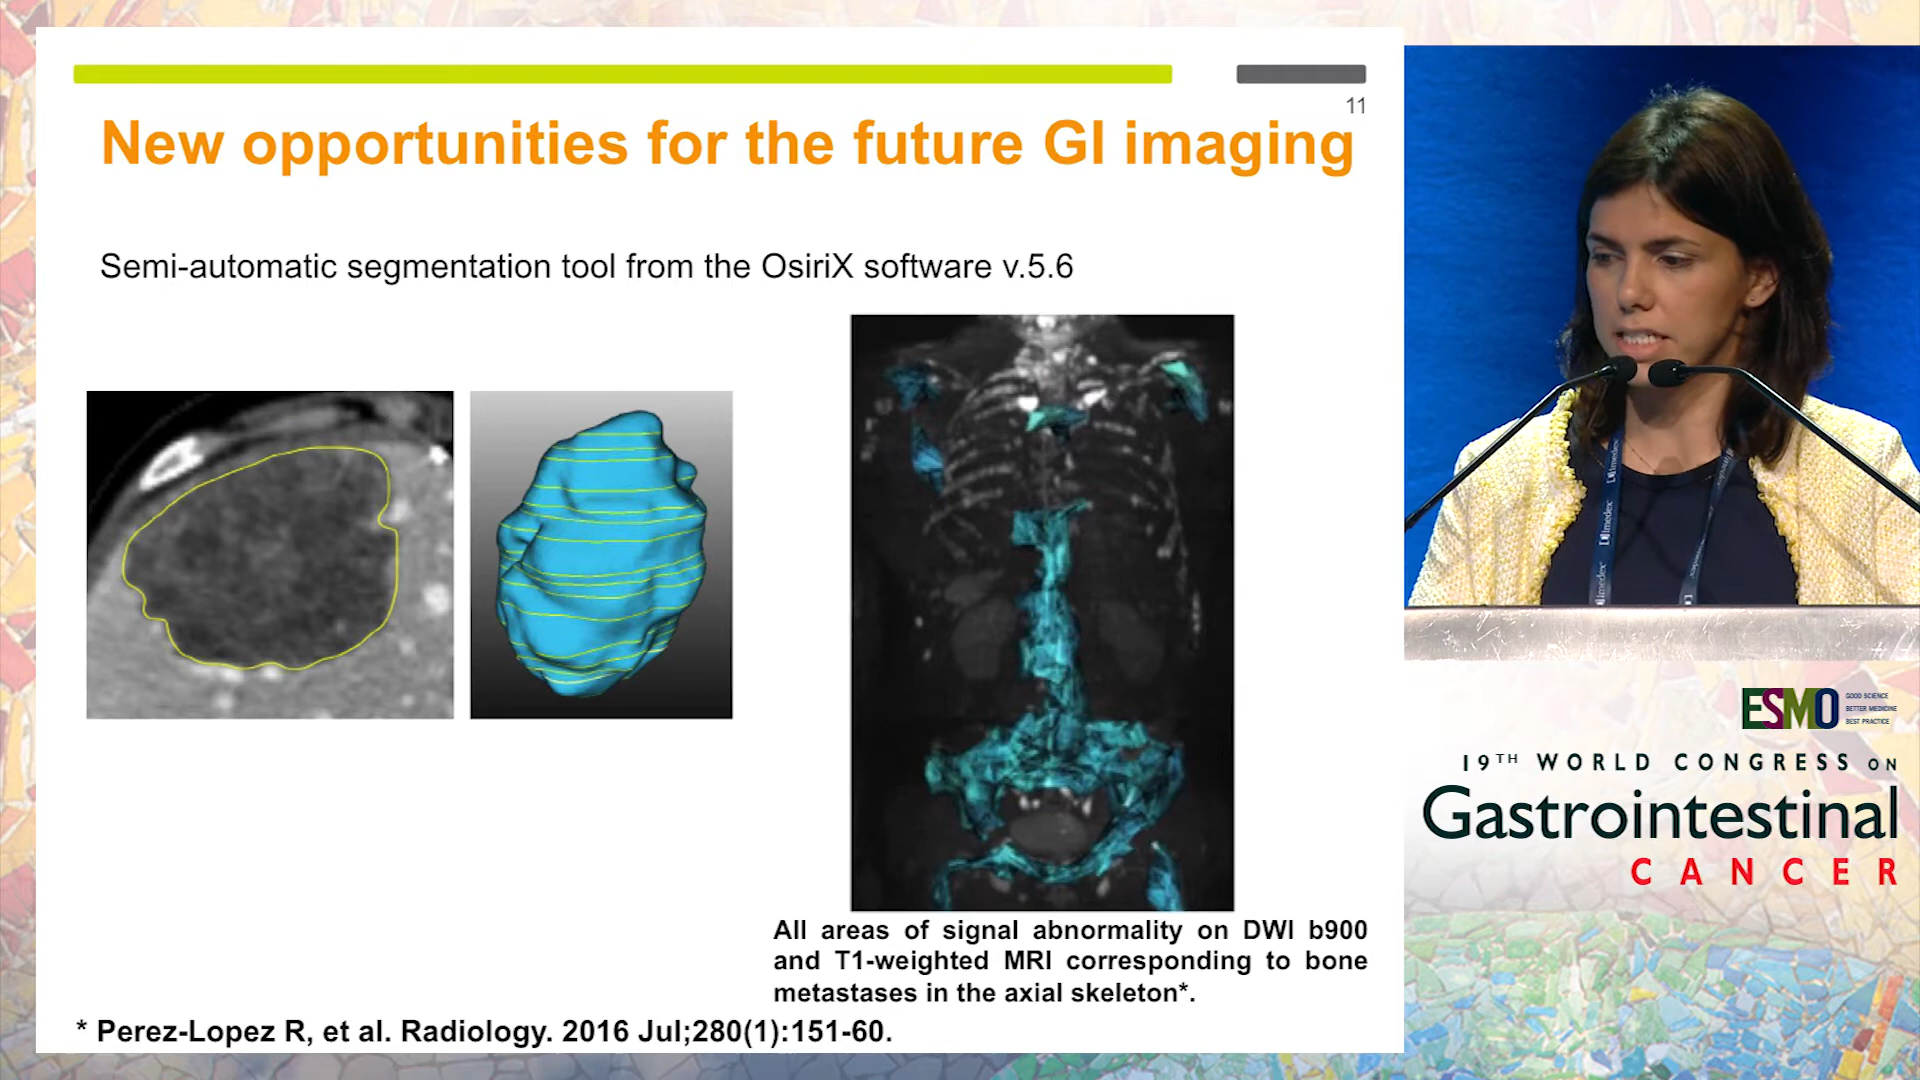 11
New opportunities for the future GI imaging
Semi-automatic segmentation tool from the OsiriX software v.5.6
All areas of signal abnormality on DWI b900
and T1-weighted MRI corresponding to bone
metastases in the axial skeleton*.
* Perez-Lopez R, et al. Radiology. 2016 Jul;280(1):151-60.
imedex
imedex
imedex
ESMO
GOOD SCIENCE
BETTER MEDICINE
BEST PRACTICE
19TH WORLD CONGRESS ON
Gastrointestinal
CANCER